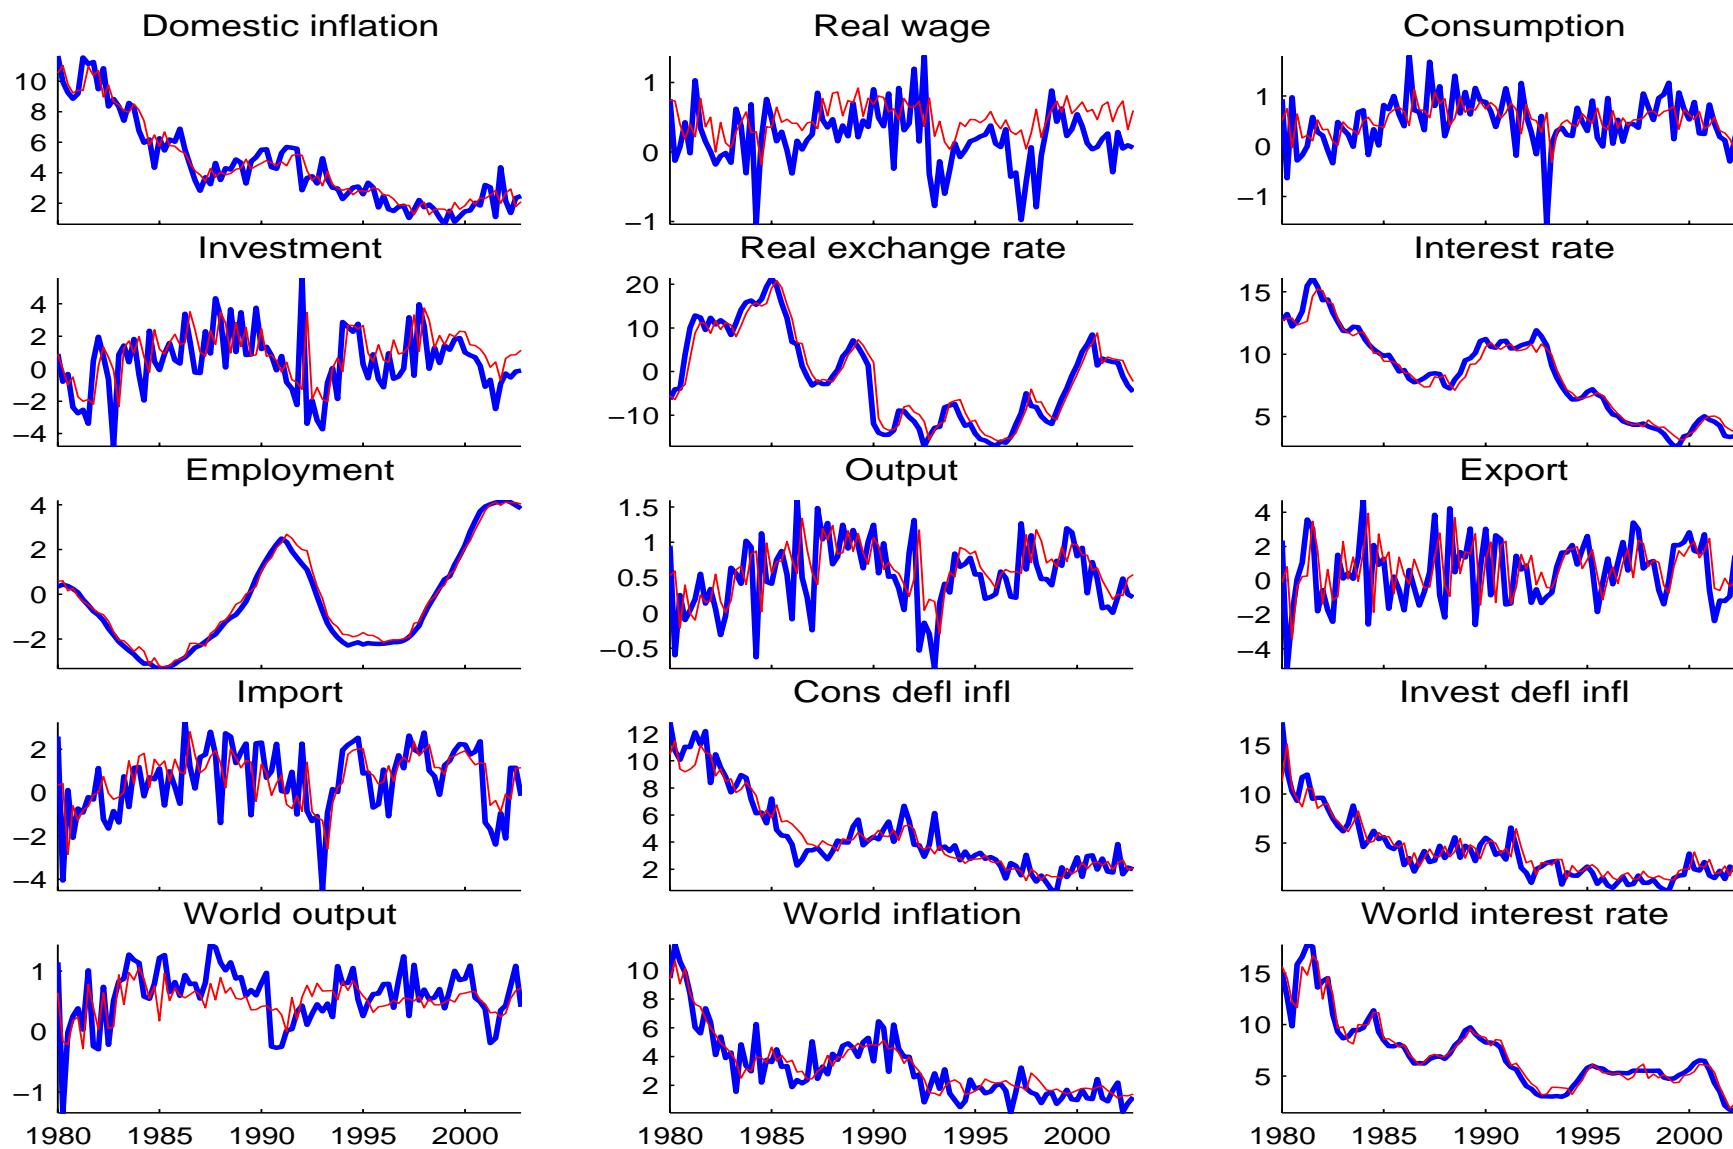 Domestic inflation Real wage Consumption
10 8 6 4 2
1 0 −1
1 0 −1
Investment Real exchange rate Interest rate
4 2 0 −2 −4
20 10 0 −10
15 10 5
Employment Output Export
4 2 0 −2
1.5 1 0.5 0 −0.5
4 2 0 −2 −4
Import Cons defl infl Invest defl infl
2 0 −2 −4
12 10 8 6 4 2
15 10 5
World output World inflation World interest rate
1 0 −1
10 8 6 4 2
15 10 5
1980 1985 1990 1995 2000 1980 1985 1990 1995 2000 1980 1985 1990 1995 2000